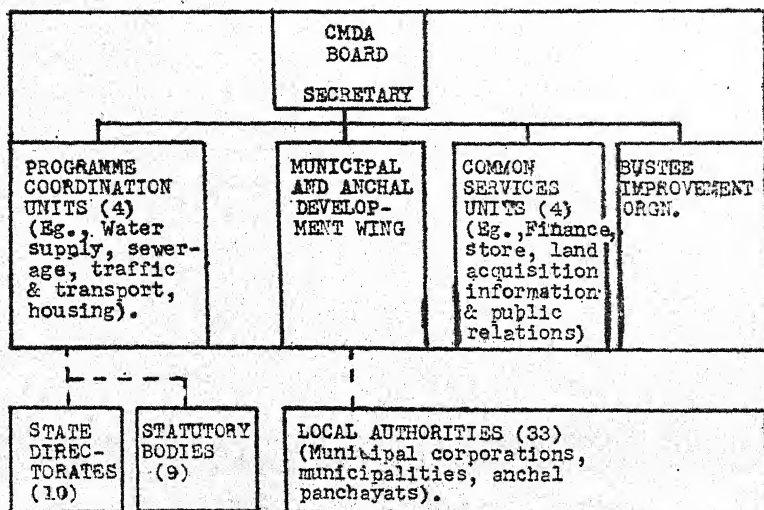 CMDA
BOARD
SECRETARY
PROGRAMME
COORDINATION
UNITS (4)
(Eg., Water
supply, sewer-
age, traffic
& transport,
housing).
MUNICIPAL
AND ANCHAL
DEVELOP-
MENT WING
COMMON
SERVICES
UNITS (4)
(Eg.,Finance,
store, land
acquisition
information
& public
relations)
BUSTEE
IMPROVEMENT
ORGN.
STATE
DIREC-
TORATES
(10)
STATUTORY
BODIES
(9)
LOCAL AUTHORITIES (33)
(Municipal corporations,
municipalities, anchal
panchayats).